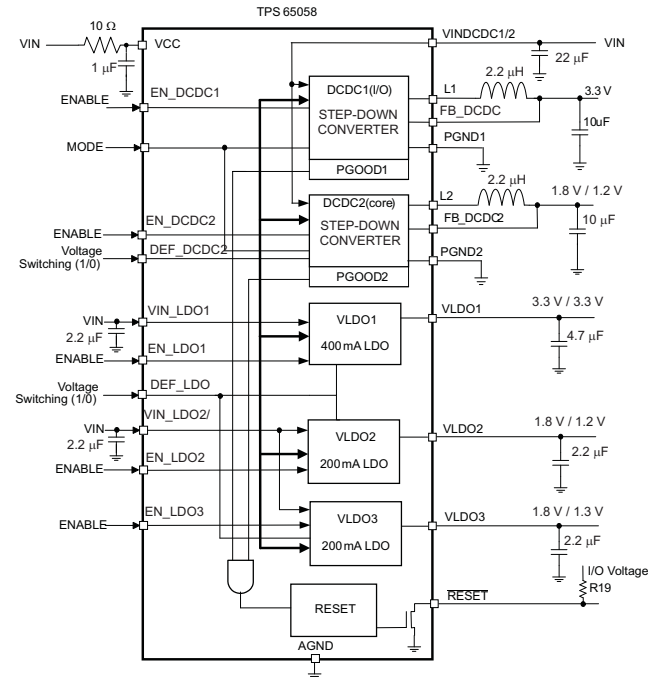 TPS 65058
10 Ω
VIN
VCC
1 μF
VINDCDC1/2
VIN
22 μF
ENABLE
EN_DCDC1
DCDC1(I/O)
STEP-DOWN
CONVERTER
PGOOD1
L1
2.2 μH
3.3 V
FB_DCDC
10uF
PGND1
MODE
DCDC2(core)
STEP-DOWN
CONVERTER
PGOOD2
L2
2.2 μH
1.8 V / 1.2 V
FB_DCDC2
10 μF
PGND2
ENABLE
EN_DCDC2
Voltage
Switching (1/0)
DEF_DCDC2
VIN
VIN_LDO1
2.2 μF
VLDO1
400 mA LDO
VLDO1
3.3 V / 3.3 V
4.7 μF
ENABLE
EN_LDO1
Voltage
Switching (1/0)
DEF_LDO
VIN
VIN_LDO2/
2.2 μF
VLDO2
200 mA LDO
VLDO2
1.8 V / 1.2 V
2.2 μF
ENABLE
EN_LDO2
ENABLE
EN_LDO3
VLDO3
200 mA LDO
VLDO3
1.8 V / 1.3 V
2.2 μF
I/O Voltage
R19
RESET
RESET
AGND